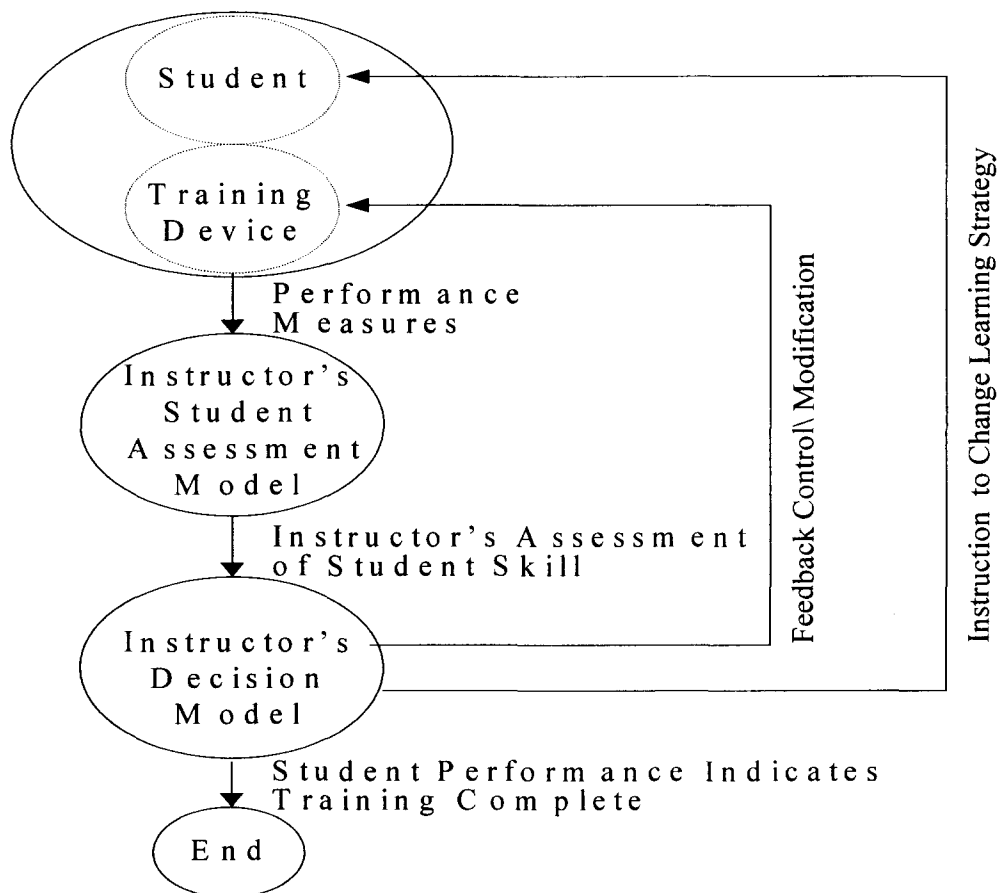 Student
Training
Device
Performance
Measures
Instructor's
Student
Assessment
Model
Instructor's Assessment
of Student Skill
Instructor's
Decision
Model
Student Performance Indicates
Training Complete
End
Feedback Control\ Modification
Instruction to Change Learning Strategy